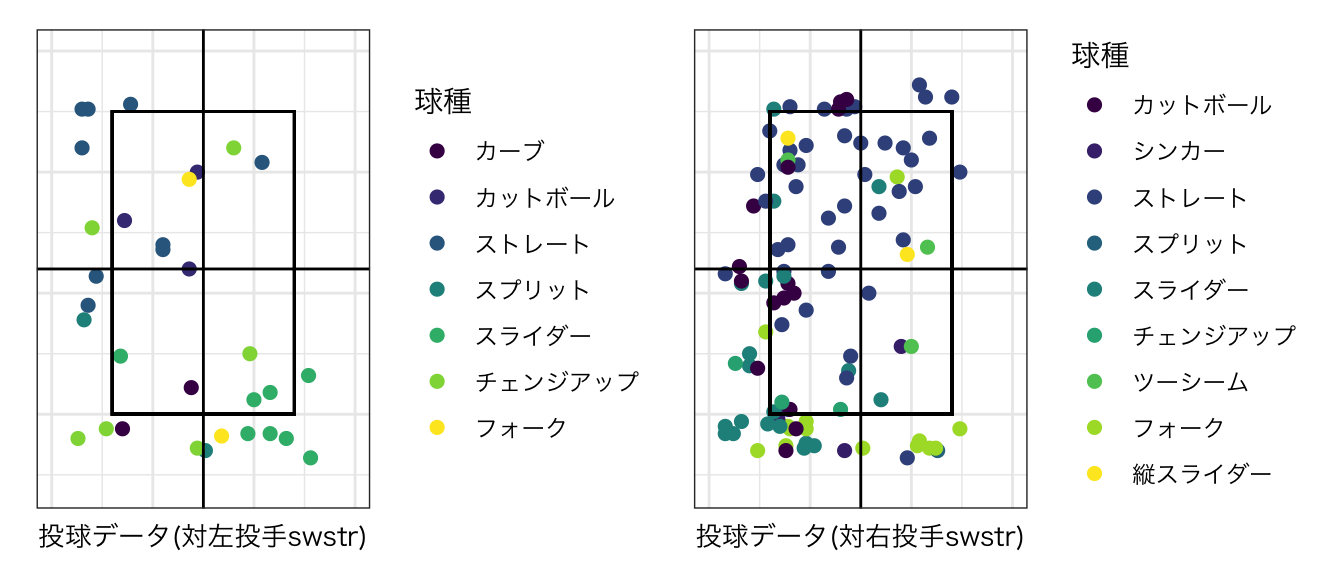 球種
カーブ
カットボール
ストレート
スプリット
スライダー
チェンジアップ
フォーク
投球データ(対左投手swstr)
球種
カットボール
シンカー
ストレート
スプリット
スライダー
チェンジアップ
ツーシーム
フォーク
縦スライダー
投球データ(対右投手swstr)